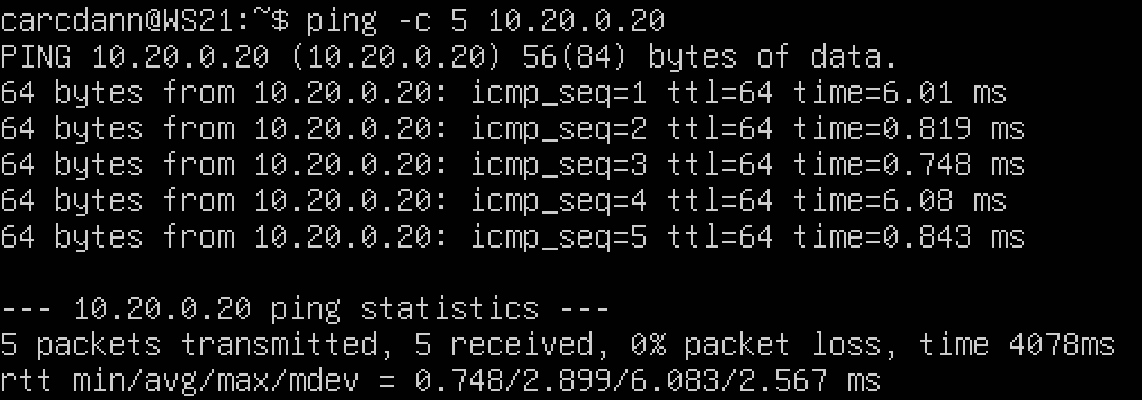 carcdann@WS21:~$ ping -c 5 10.20.0.20
PING 10.20.0.20 (10.20.0.20) 56(84) bytes of data.
64 bytes from 10.20.0.20: icmp_seq=1 ttl=64 time=6.01 ms
64 bytes from 10.20.0.20: icmp_seq=2 ttl=64 time=0.819 ms
64 bytes from 10.20.0.20: icmp_seq=3 ttl=64 time=0.748 ms
64 bytes from 10.20.0.20: icmp_seq=4 ttl=64 time=6.08 ms
64 bytes from 10.20.0.20: icmp_seq=5 ttl=64 time=0.843 ms
--- 10.20.0.20 ping statistics ---
5 packets transmitted, 5 received, 0% packet loss, time 4078ms
rtt min/avg/max/mdev = 0.748/2.899/6.083/2.567 ms